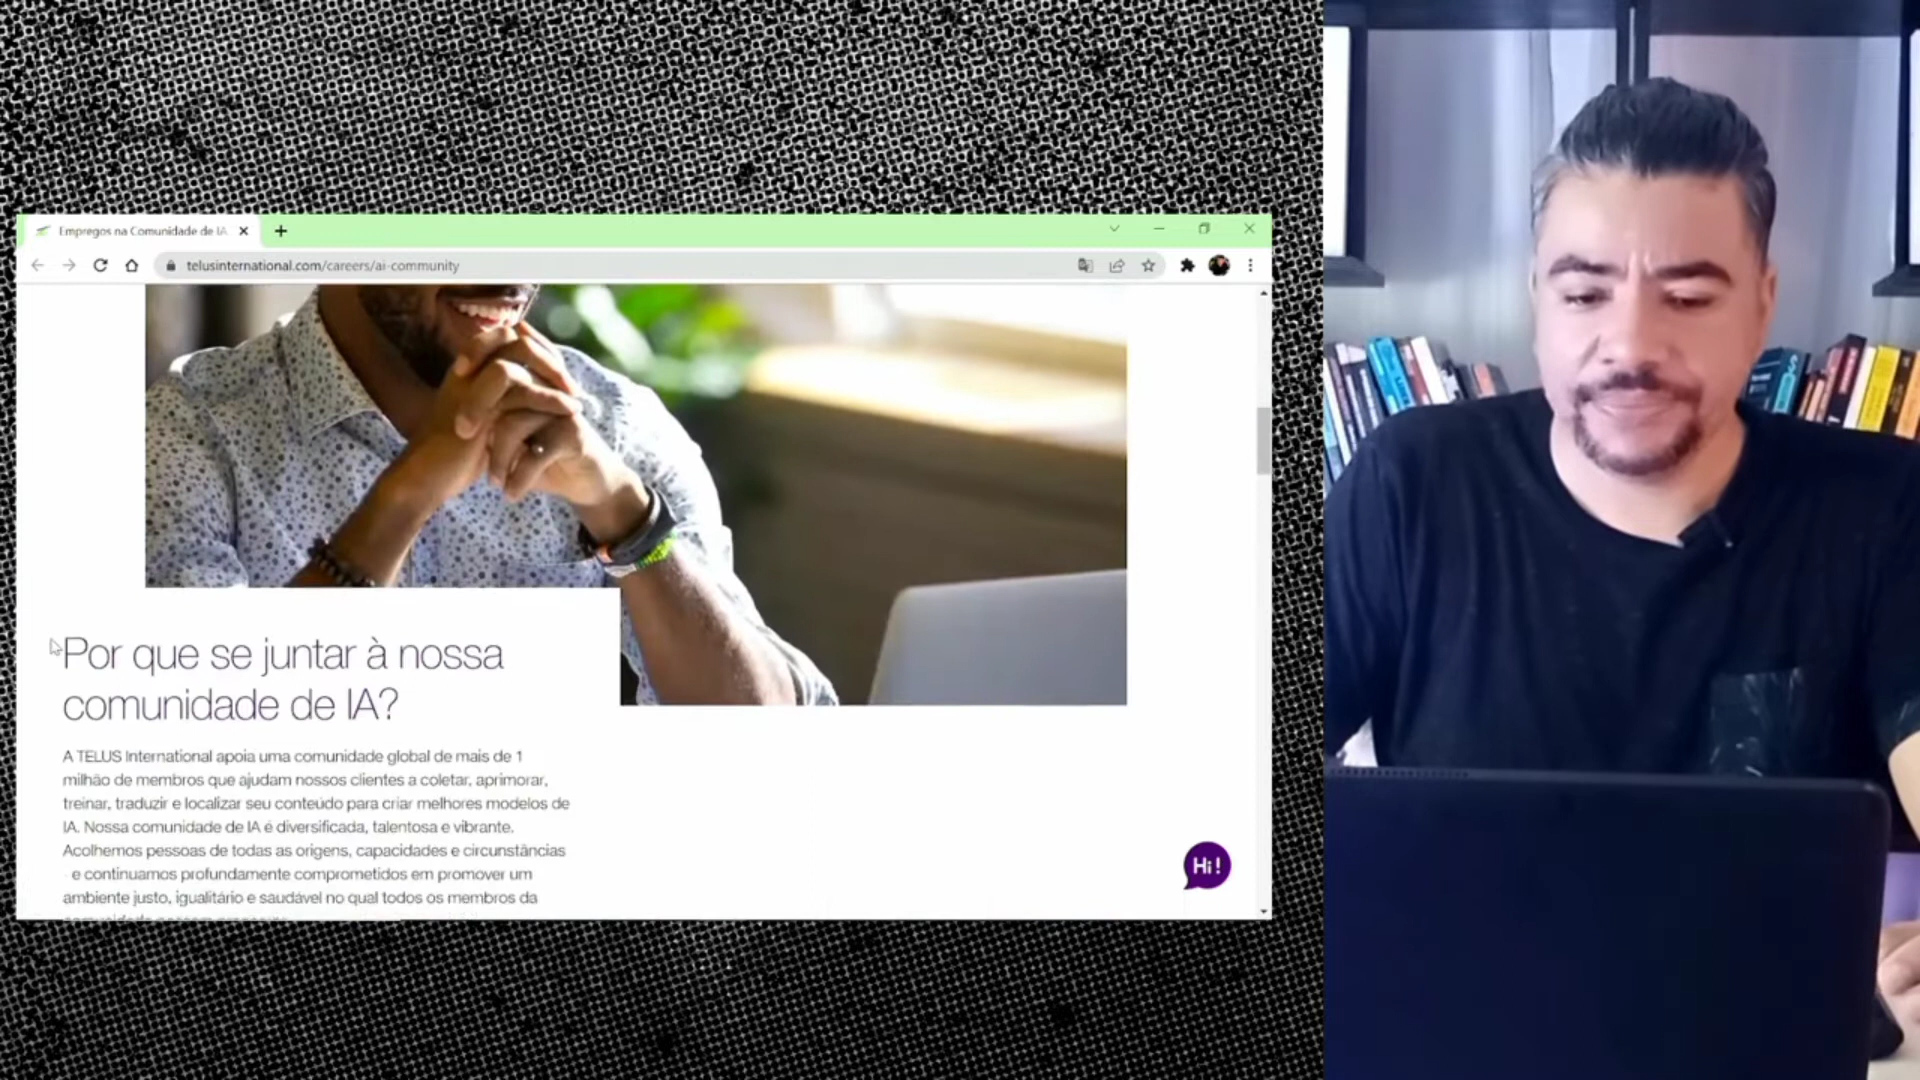 Empregos na Comunidade de IA
telusinternational.com/careers/ai-community
Por que se juntar à nossa
comunidade de IA?
A TELUS International apoia uma comunidade global de mais de 1
milhão de membros que ajudam nossos clientes a coletar, aprimorar,
treinar, traduzir e localizar seu conteúdo para criar melhores modelos de
IA. Nossa comunidade de IA é diversificada, talentosa e vibrante.
Acolhemos pessoas de todas as origens, capacidades e circunstâncias
- e continuamos profundamente comprometidos em promover um
ambiente justo, igualitário e saudável no qual todos os membros da
Hi!